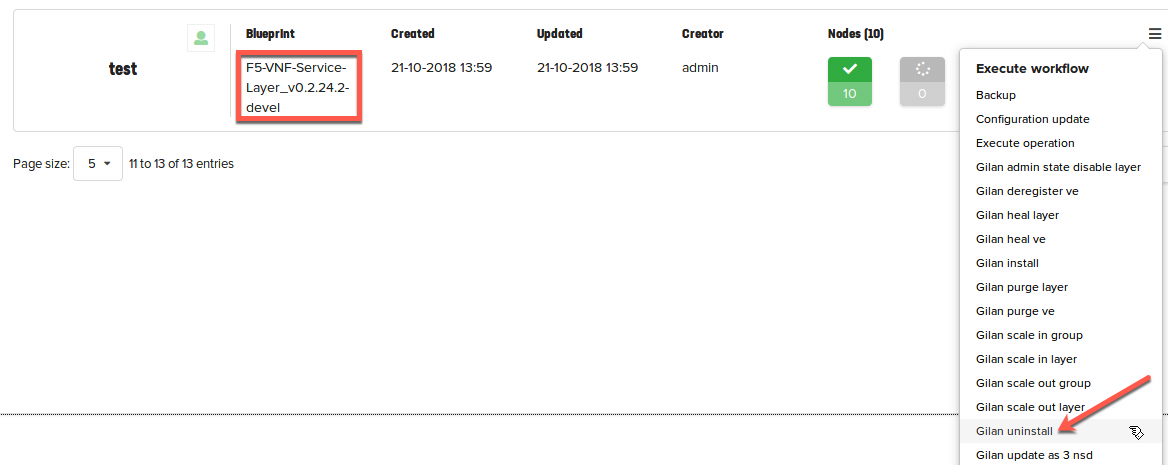 Blueprint Created Updated Creator Nodes (10)
test
F5-VNF-Service-
Layer_v0.2.24.2-
devel
21-10-2018 13:59 21-10-2018 13:59 admin
10 0
Page size: 5 11 to 13 of 13 entries
Execute workflow
Backup
Configuration update
Execute operation
Gilan admin state disable layer
Gilan deregister ve
Gilan heal layer
Gilan heal ve
Gilan install
Gilan purge layer
Gilan purge ve
Gilan scale in group
Gilan scale in layer
Gilan scale out group
Gilan scale out layer
Gilan uninstall
Gilan update as 3 nsd